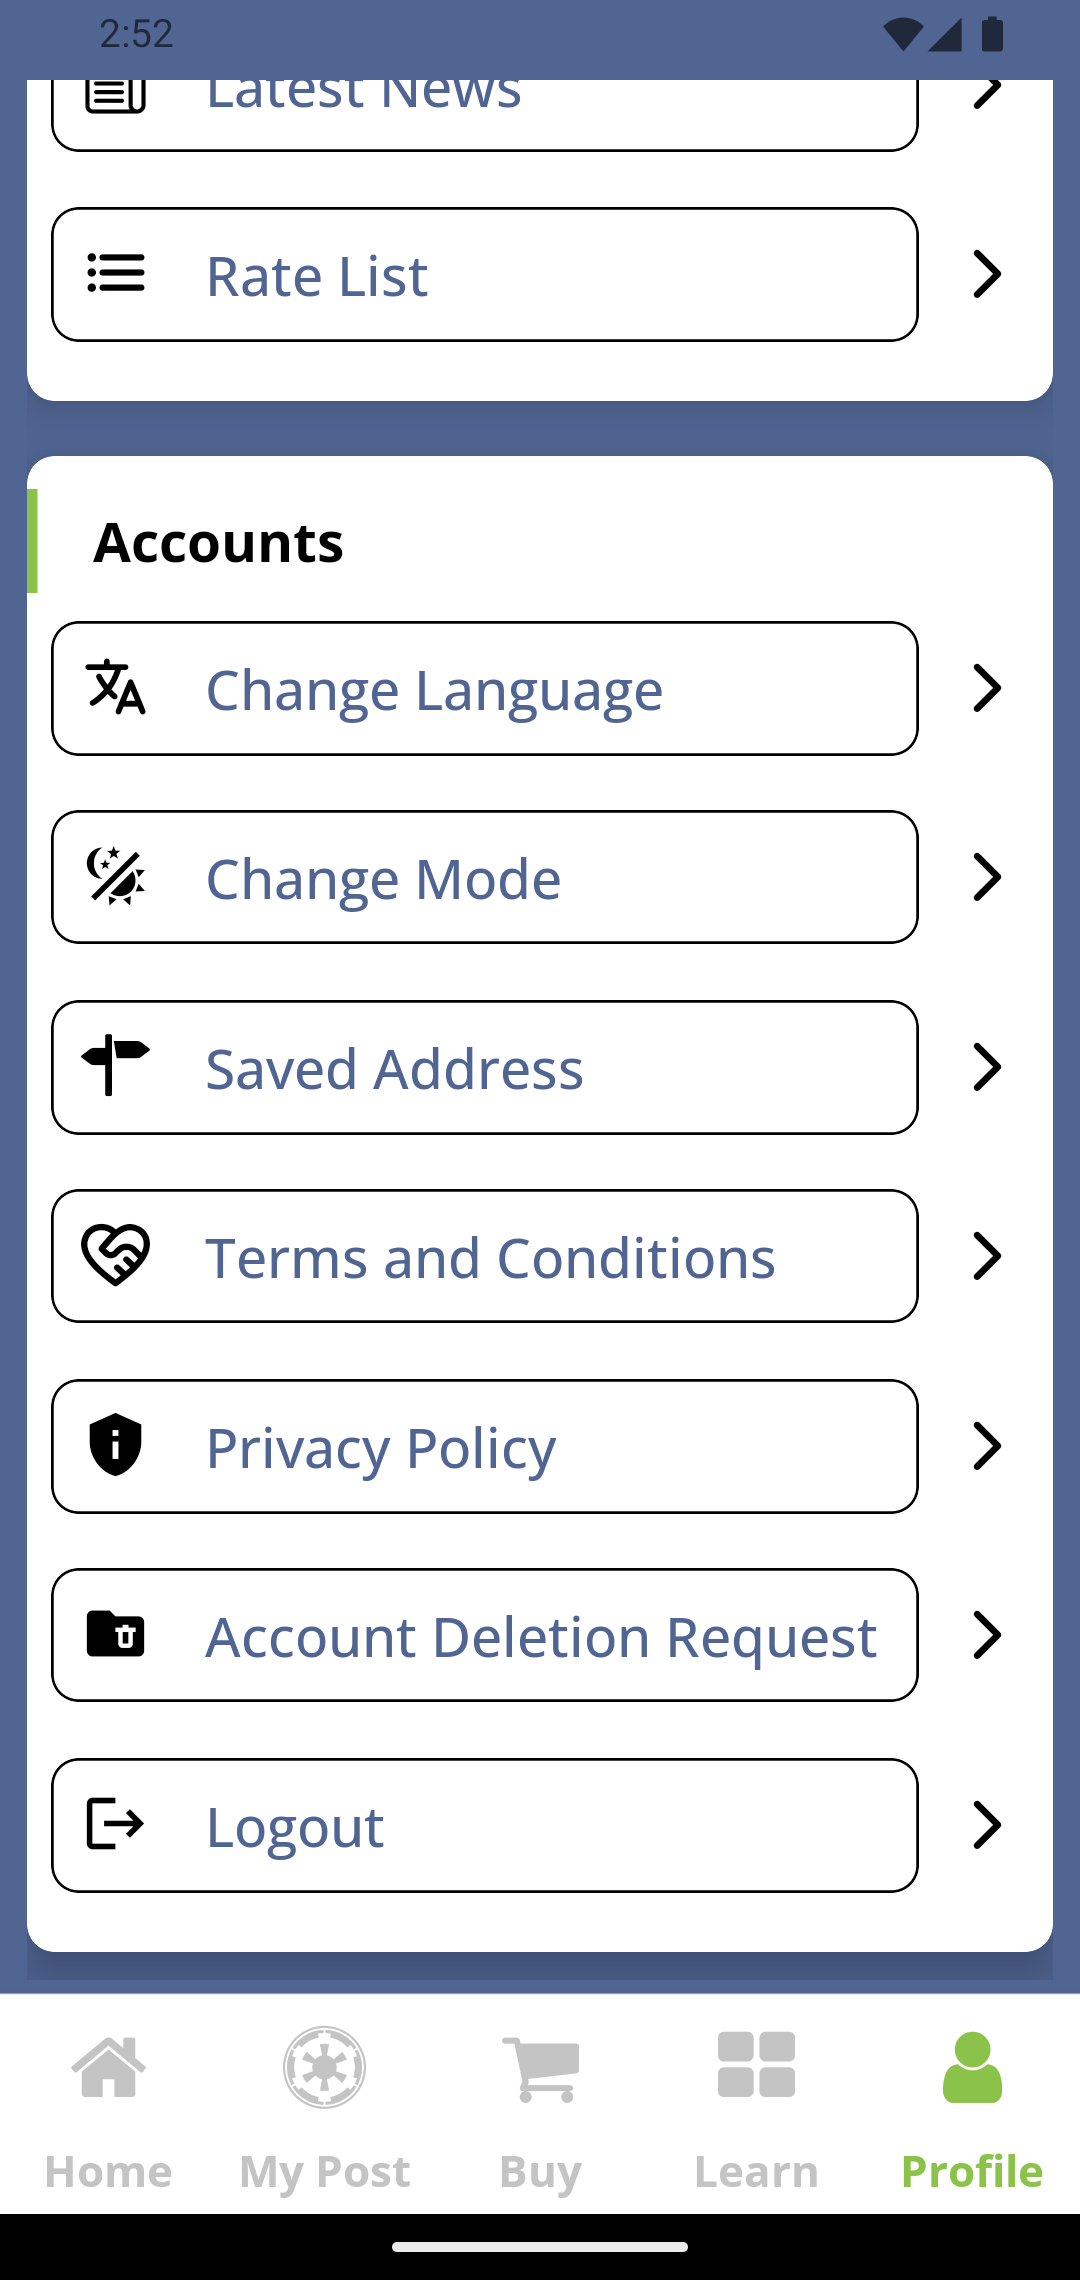 2:52
Latest News
Rate List
Accounts
Change Language
Change Mode
Saved Address
Terms and Conditions
Privacy Policy
Account Deletion Request
Logout
Home
My Post
Buy
Learn
Profile